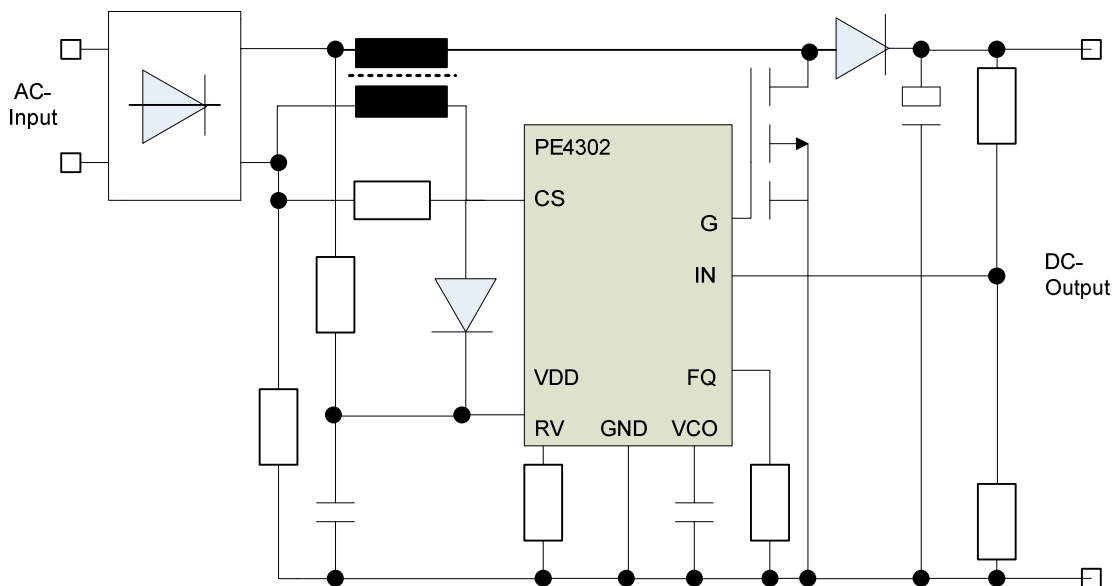 AC-
Input
PE4302
CS
G
IN
DC-
Output
VDD
FQ
RV
GND
VCO